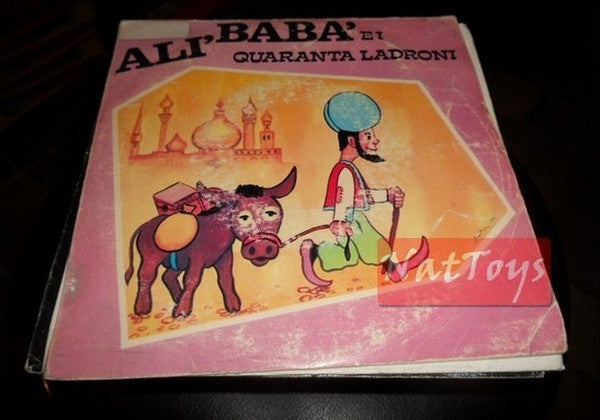 ALI' BABA' E I
QUARANTA LADRONI
NatToys